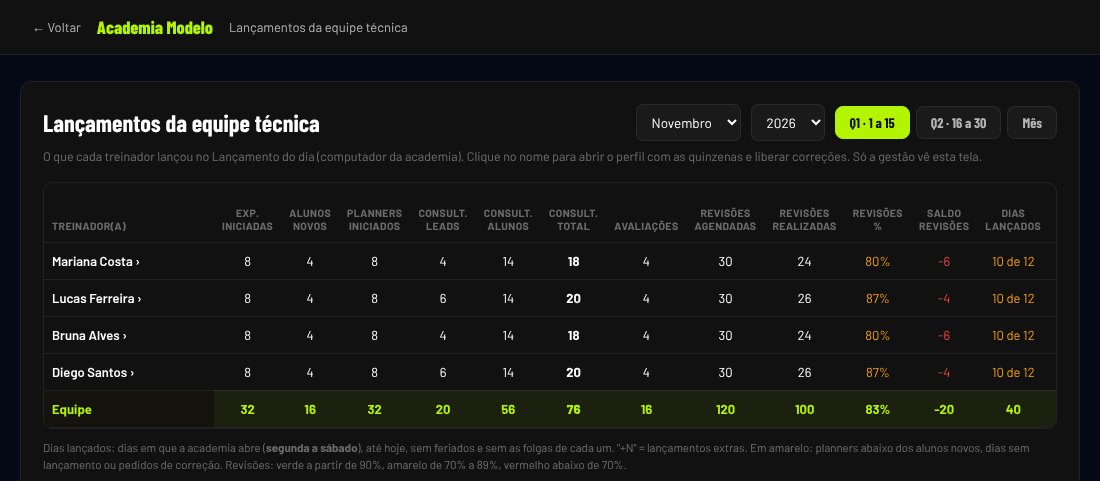 ← Voltar Academia Modelo Lançamentos da equipe técnica
Lançamentos da equipe técnica Novembro 2026 Q1 · 1 a 15 Q2 · 16 a 30 Mês
O que cada treinador lançou no Lançamento do dia (computador da academia). Clique no nome para abrir o perfil com as quinzenas e liberar correções. Só a gestão vê esta tela.
TREINADOR(A) EXP. INICIADAS ALUNOS NOVOS PLANNERS INICIADOS CONSULT. LEADS CONSULT. ALUNOS CONSULT. TOTAL AVALIAÇÕES REVISÕES AGENDADAS REVISÕES REALIZADAS REVISÕES % SALDO REVISÕES DIAS LANÇADOS
Mariana Costa › 8 4 8 4 14 18 4 30 24 80% -6 10 de 12
Lucas Ferreira › 8 4 8 6 14 20 4 30 26 87% -4 10 de 12
Bruna Alves › 8 4 8 4 14 18 4 30 24 80% -6 10 de 12
Diego Santos › 8 4 8 6 14 20 4 30 26 87% -4 10 de 12
Equipe 32 16 32 20 56 76 16 120 100 83% -20 40
Dias lançados: dias em que a academia abre (segunda a sábado), até hoje, sem feriados e sem as folgas de cada um. "+N" = lançamentos extras. Em amarelo: planners abaixo dos alunos novos, dias sem
lançamento ou pedidos de correção. Revisões: verde a partir de 90%, amarelo de 70% a 89%, vermelho abaixo de 70%.